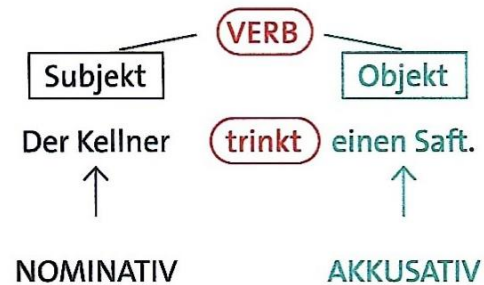 VERB
Subjekt Objekt
Der Kellner trinkt einen Saft.
NOMINATIV AKKUSATIV